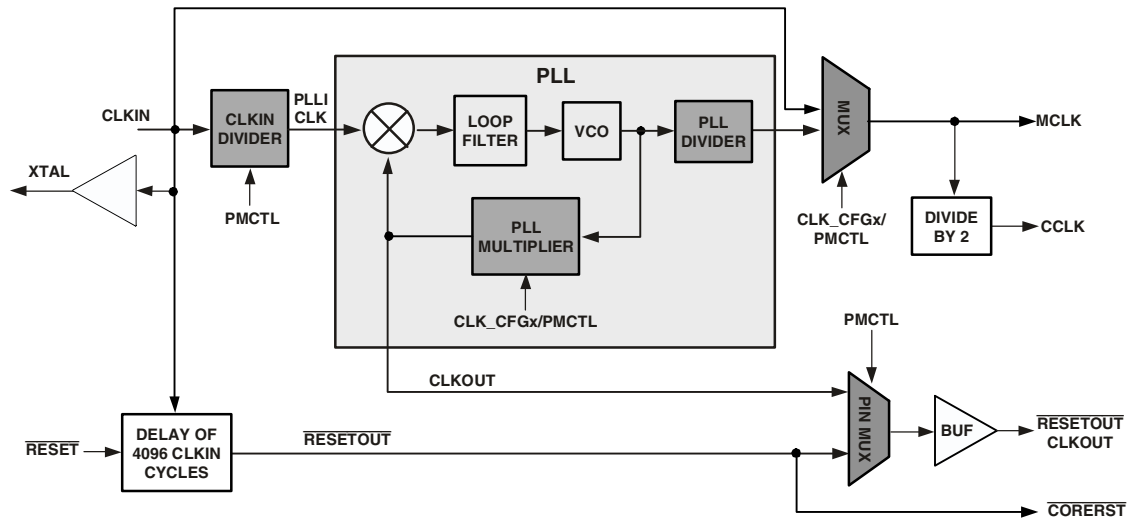 PLL
CLKIN
CLKIN
DIVIDER
PLLI
CLK
LOOP
FILTER
VCO
PLL
DIVIDER
MUX
MCLK
XTAL
PMCTL
PLL
MULTIPLIER
CLK_CFGx/
PMCTL
DIVIDE
BY 2
CCLK
CLK_CFGx/PMCTL
PMCTL
CLKOUT
PIN MUX
BUF
RESETOUT
CLKOUT
RESET
DELAY OF
4096 CLKIN
CYCLES
RESETOUT
CORERST